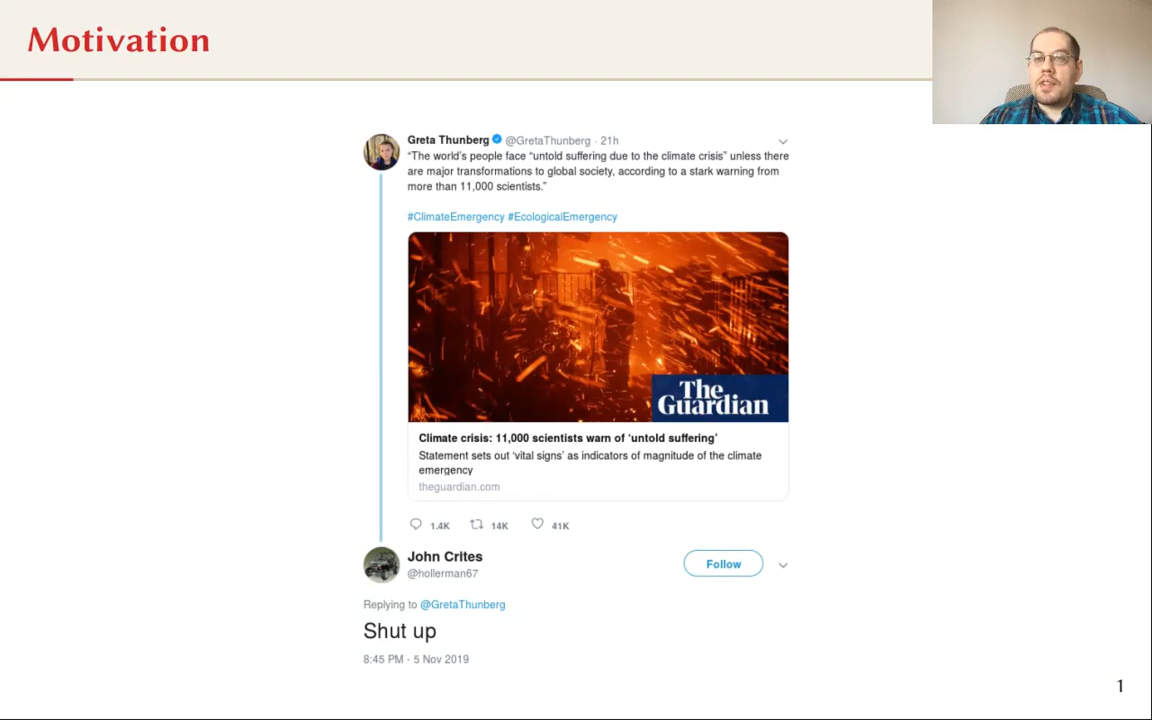 Motivation
Greta Thunberg @GretaThunberg · 21h
“The world's people face “untold suffering due to the climate crisis” unless there
are major transformations to global society, according to a stark warning from
more than 11,000 scientists.”
#ClimateEmergency #EcologicalEmergency
The
Guardian
Climate crisis: 11,000 scientists warn of ‘untold suffering’
Statement sets out ‘vital signs’ as indicators of magnitude of the climate
emergency
theguardian.com
1.4K 14K 41K
John Crites
@hollerman67
Follow
Replying to @GretaThunberg
Shut up
8:45 PM - 5 Nov 2019
1